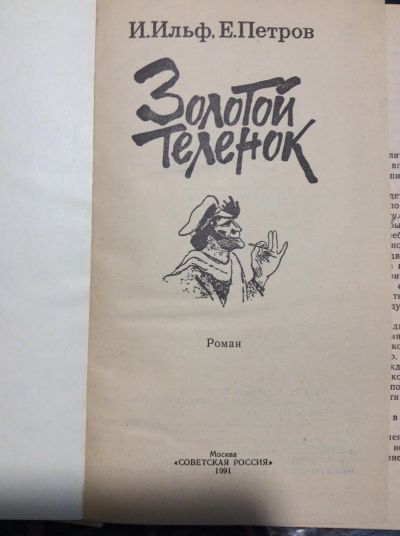 И. Ильф, Е. Петров
Золотой
теленок
Роман
Москва
«СОВЕТСКАЯ РОССИЯ»
1991